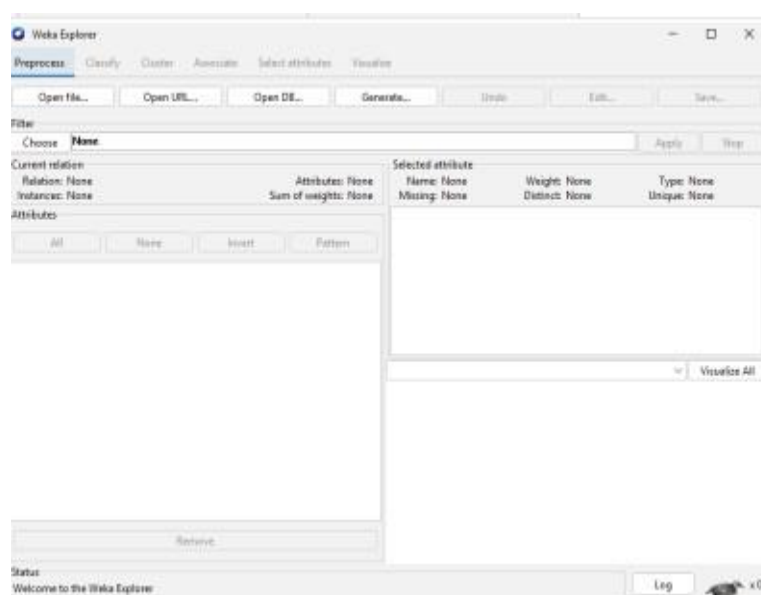 Weka Explorer
Preprocess Classify Cluster Associate Select attributes Visualize
Open file... Open URL... Open DB... Generate... Undo Edit... Save...
Filter
Choose None Apply Stop
Current relation
Relation: None Attributes: None
Instances: None Sum of weights: None
Selected attribute
Name: None Weight: None Type: None
Missing: None Distinct: None Unique: None
Attributes
All None Invert Pattern
Visualize All
Remove
Status
Welcome to the Weka Explorer
Log x 0